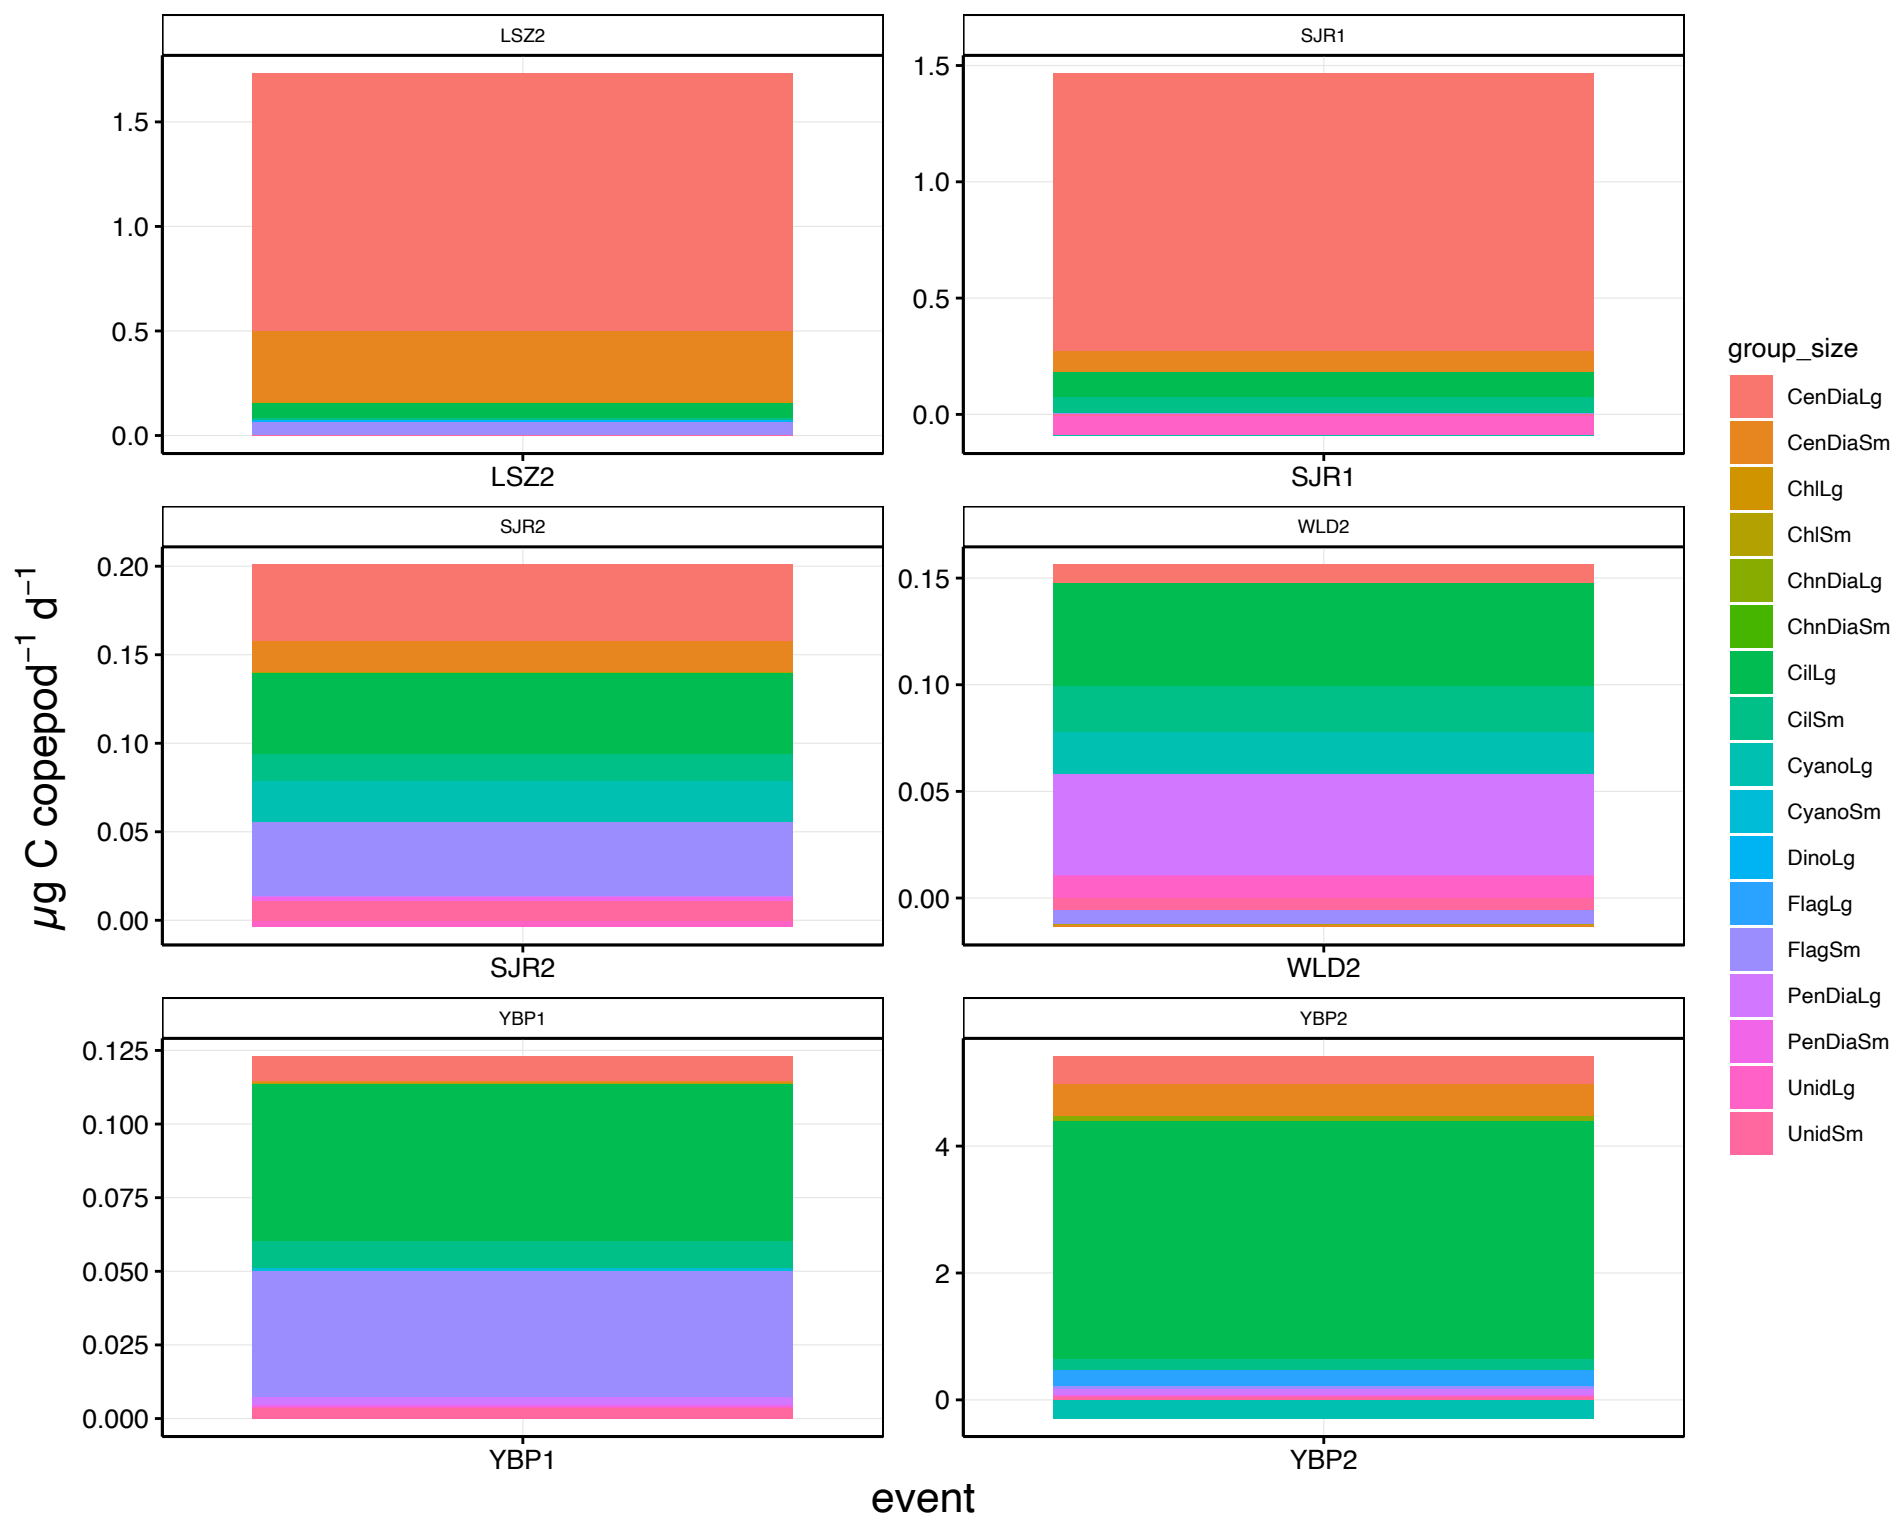 LSZ2
SJR1
1.5
1.0
0.5
0.0
LSZ2
1.5
1.0
0.5
0.0
SJR1
SJR2
WLD2
0.20
0.15
0.10
0.05
0.00
SJR2
0.15
0.10
0.05
0.00
WLD2
YBP1
YBP2
0.125
0.100
0.075
0.050
0.025
0.000
YBP1
4
2
0
YBP2
µg C copepod⁻¹ d⁻¹
event
group_size
CenDiaLg
CenDiaSm
ChlLg
ChlSm
ChnDiaLg
ChnDiaSm
CilLg
CilSm
CyanoLg
CyanoSm
DinoLg
FlagLg
FlagSm
PenDiaLg
PenDiaSm
UnidLg
UnidSm